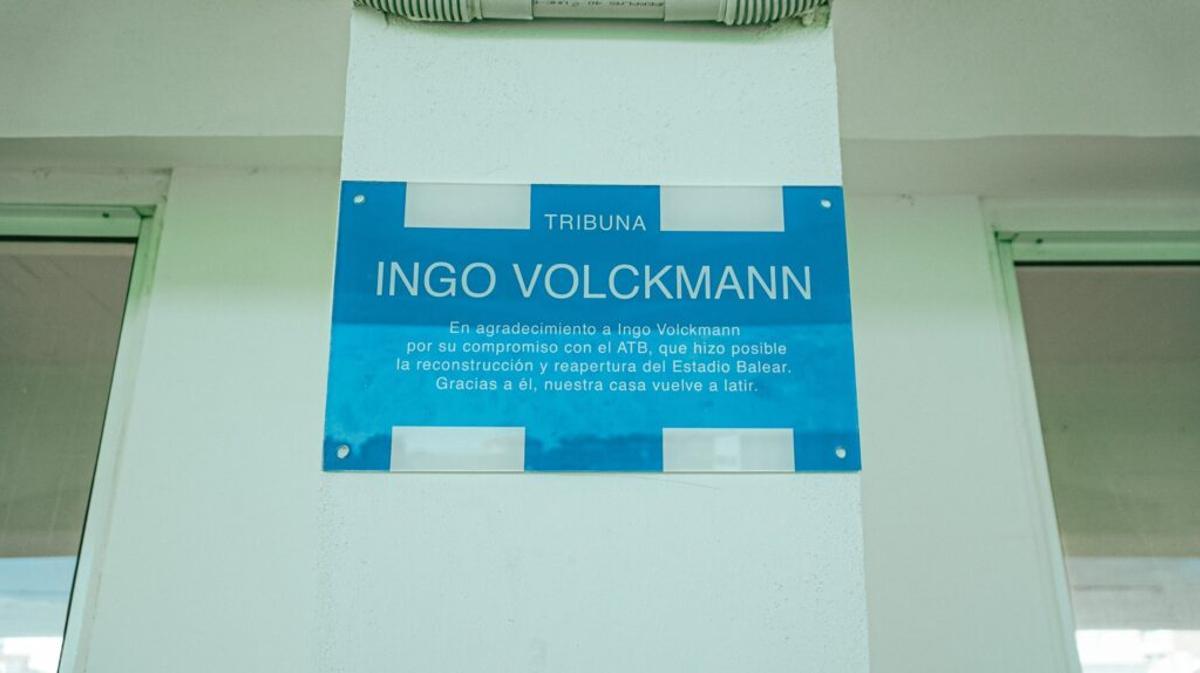 TRIBUNA
INGO VOLCKMANN
En agradecimiento a Ingo Volckmann
por su compromiso con el ATB, que hizo posible
la reconstrucción y reapertura del Estadio Balear.
Gracias a él, nuestra casa vuelve a latir.